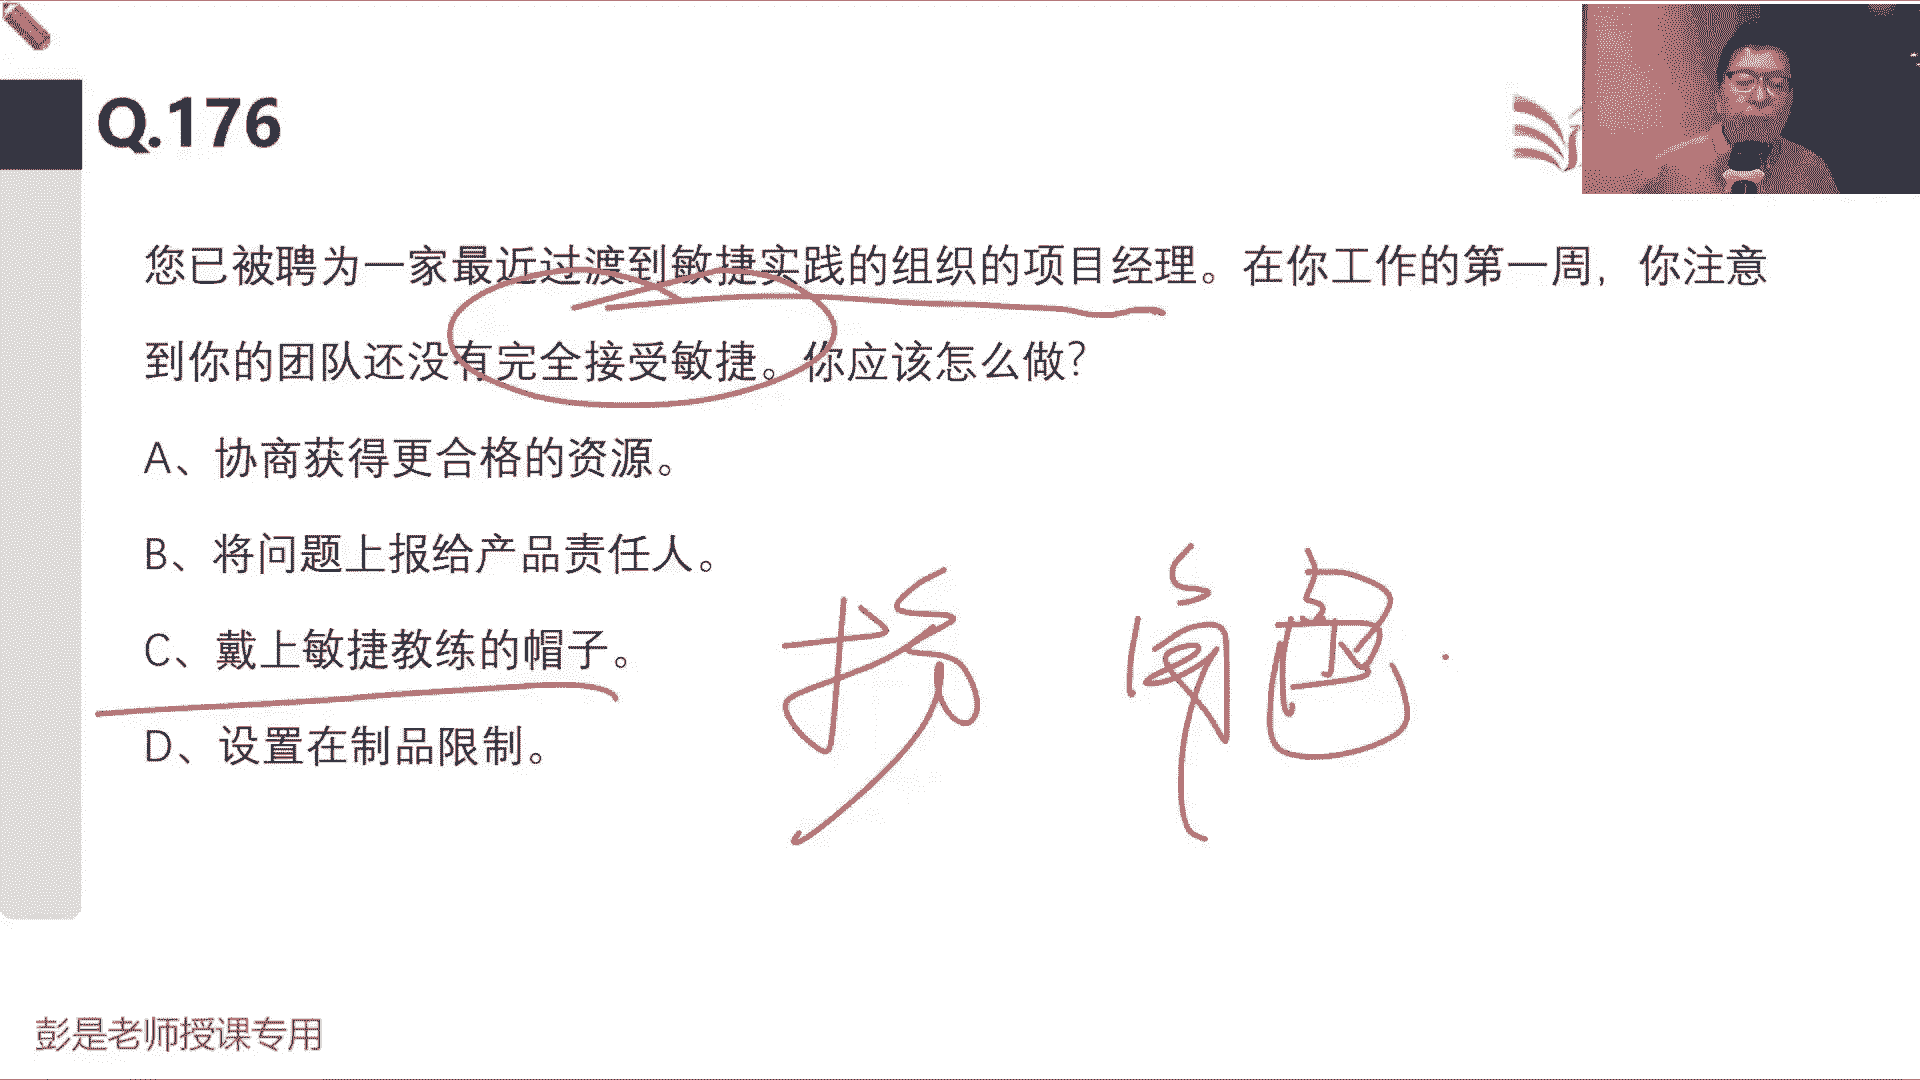 Q.176
您已被聘为一家最近过渡到敏捷实践的组织的项目经理。在你工作的第一周，你注意
到你的团队还没有完全接受敏捷。你应该怎么做？
A、协商获得更合格的资源。
B、将问题上报给产品责任人。
C、戴上敏捷教练的帽子。
D、设置在制品限制。
彭是老师授课专用